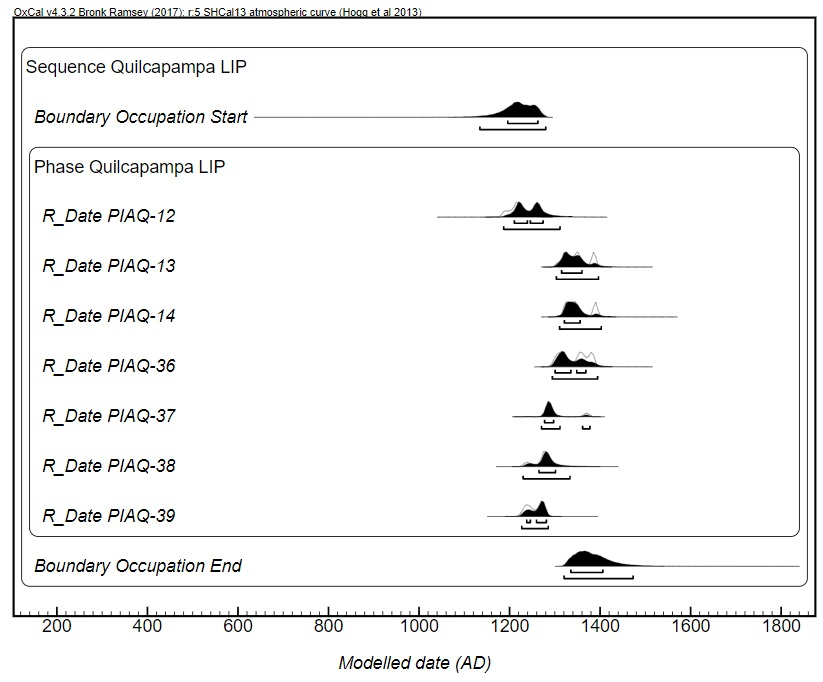 OxCal v4.3.2 Bronk Ramsey (2017); r:5 SHCal13 atmospheric curve (Hogg et al 2013)
Sequence Quilcapampa LIP
Boundary Occupation Start
Phase Quilcapampa LIP
R_Date PIAQ-12
R_Date PIAQ-13
R_Date PIAQ-14
R_Date PIAQ-36
R_Date PIAQ-37
R_Date PIAQ-38
R_Date PIAQ-39
Boundary Occupation End
200 400 600 800 1000 1200 1400 1600 1800
Modelled date (AD)